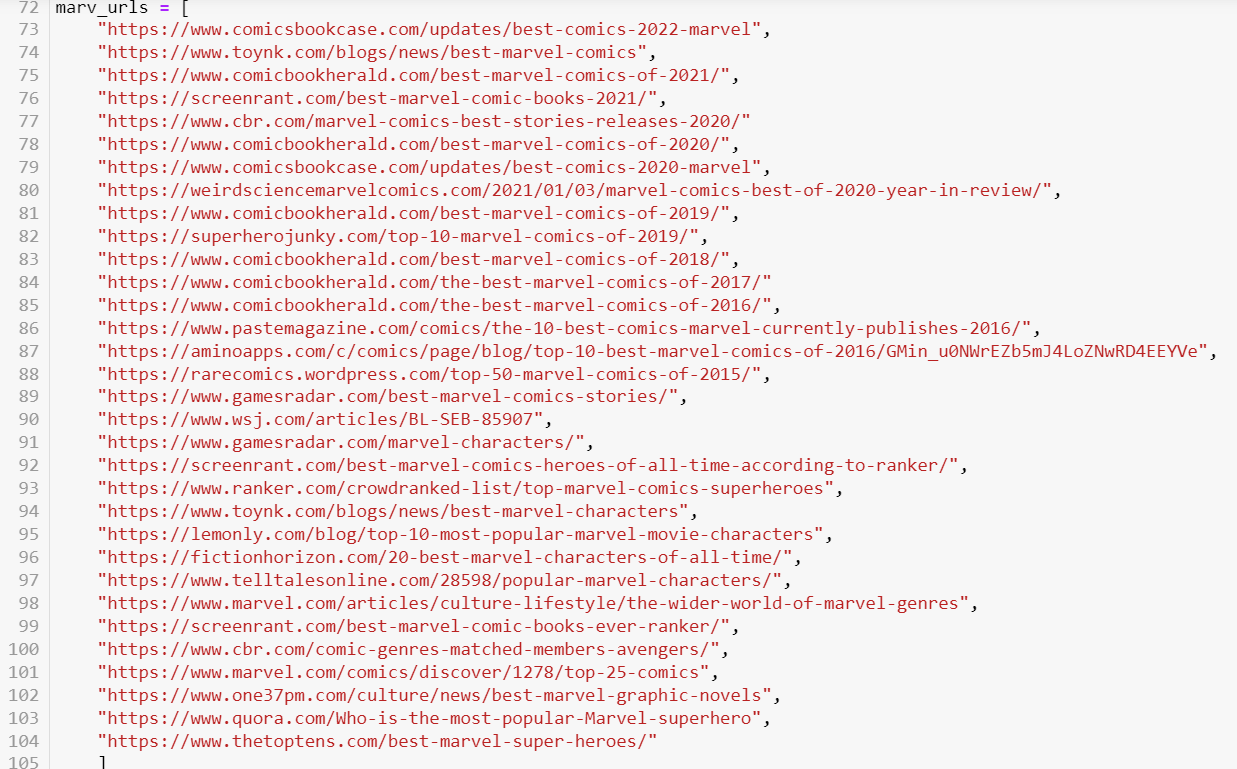 72 marv_urls = [
73 "https://www.comicsbookcase.com/updates/best-comics-2022-marvel",
74 "https://www.toynk.com/blogs/news/best-marvel-comics",
75 "https://www.comicbookherald.com/best-marvel-comics-of-2021/",
76 "https://screenrant.com/best-marvel-comic-books-2021/",
77 "https://www.cbr.com/marvel-comics-best-stories-releases-2020/"
78 "https://www.comicbookherald.com/best-marvel-comics-of-2020/",
79 "https://www.comicsbookcase.com/updates/best-comics-2020-marvel",
80 "https://weirdsciencemarvelcomics.com/2021/01/03/marvel-comics-best-of-2020-year-in-review/",
81 "https://www.comicbookherald.com/best-marvel-comics-of-2019/",
82 "https://superherojunky.com/top-10-marvel-comics-of-2019/",
83 "https://www.comicbookherald.com/best-marvel-comics-of-2018/",
84 "https://www.comicbookherald.com/the-best-marvel-comics-of-2017/"
85 "https://www.comicbookherald.com/the-best-marvel-comics-of-2016/",
86 "https://www.pastemagazine.com/comics/the-10-best-comics-marvel-currently-publishes-2016/",
87 "https://aminoapps.com/c/comics/page/blog/top-10-best-marvel-comics-of-2016/GMin_u0NWrEZb5mJ4LoZNwRD4EEYVe",
88 "https://rarecomics.wordpress.com/top-50-marvel-comics-of-2015/",
89 "https://www.gamesradar.com/best-marvel-comics-stories/",
90 "https://www.wsj.com/articles/BL-SEB-85907",
91 "https://www.gamesradar.com/marvel-characters/",
92 "https://screenrant.com/best-marvel-comics-heroes-of-all-time-according-to-ranker/",
93 "https://www.ranker.com/crowdranked-list/top-marvel-comics-superheroes",
94 "https://www.toynk.com/blogs/news/best-marvel-characters",
95 "https://lemonly.com/blog/top-10-most-popular-marvel-movie-characters",
96 "https://fictionhorizon.com/20-best-marvel-characters-of-all-time/",
97 "https://www.telltalesonline.com/28598/popular-marvel-characters/",
98 "https://www.marvel.com/articles/culture-lifestyle/the-wider-world-of-marvel-genres",
99 "https://screenrant.com/best-marvel-comic-books-ever-ranker/",
100 "https://www.cbr.com/comic-genres-matched-members-avengers/",
101 "https://www.marvel.com/comics/discover/1278/top-25-comics",
102 "https://www.one37pm.com/culture/news/best-marvel-graphic-novels",
103 "https://www.quora.com/Who-is-the-most-popular-Marvel-superhero",
104 "https://www.thetoptens.com/best-marvel-super-heroes/"
105 ]